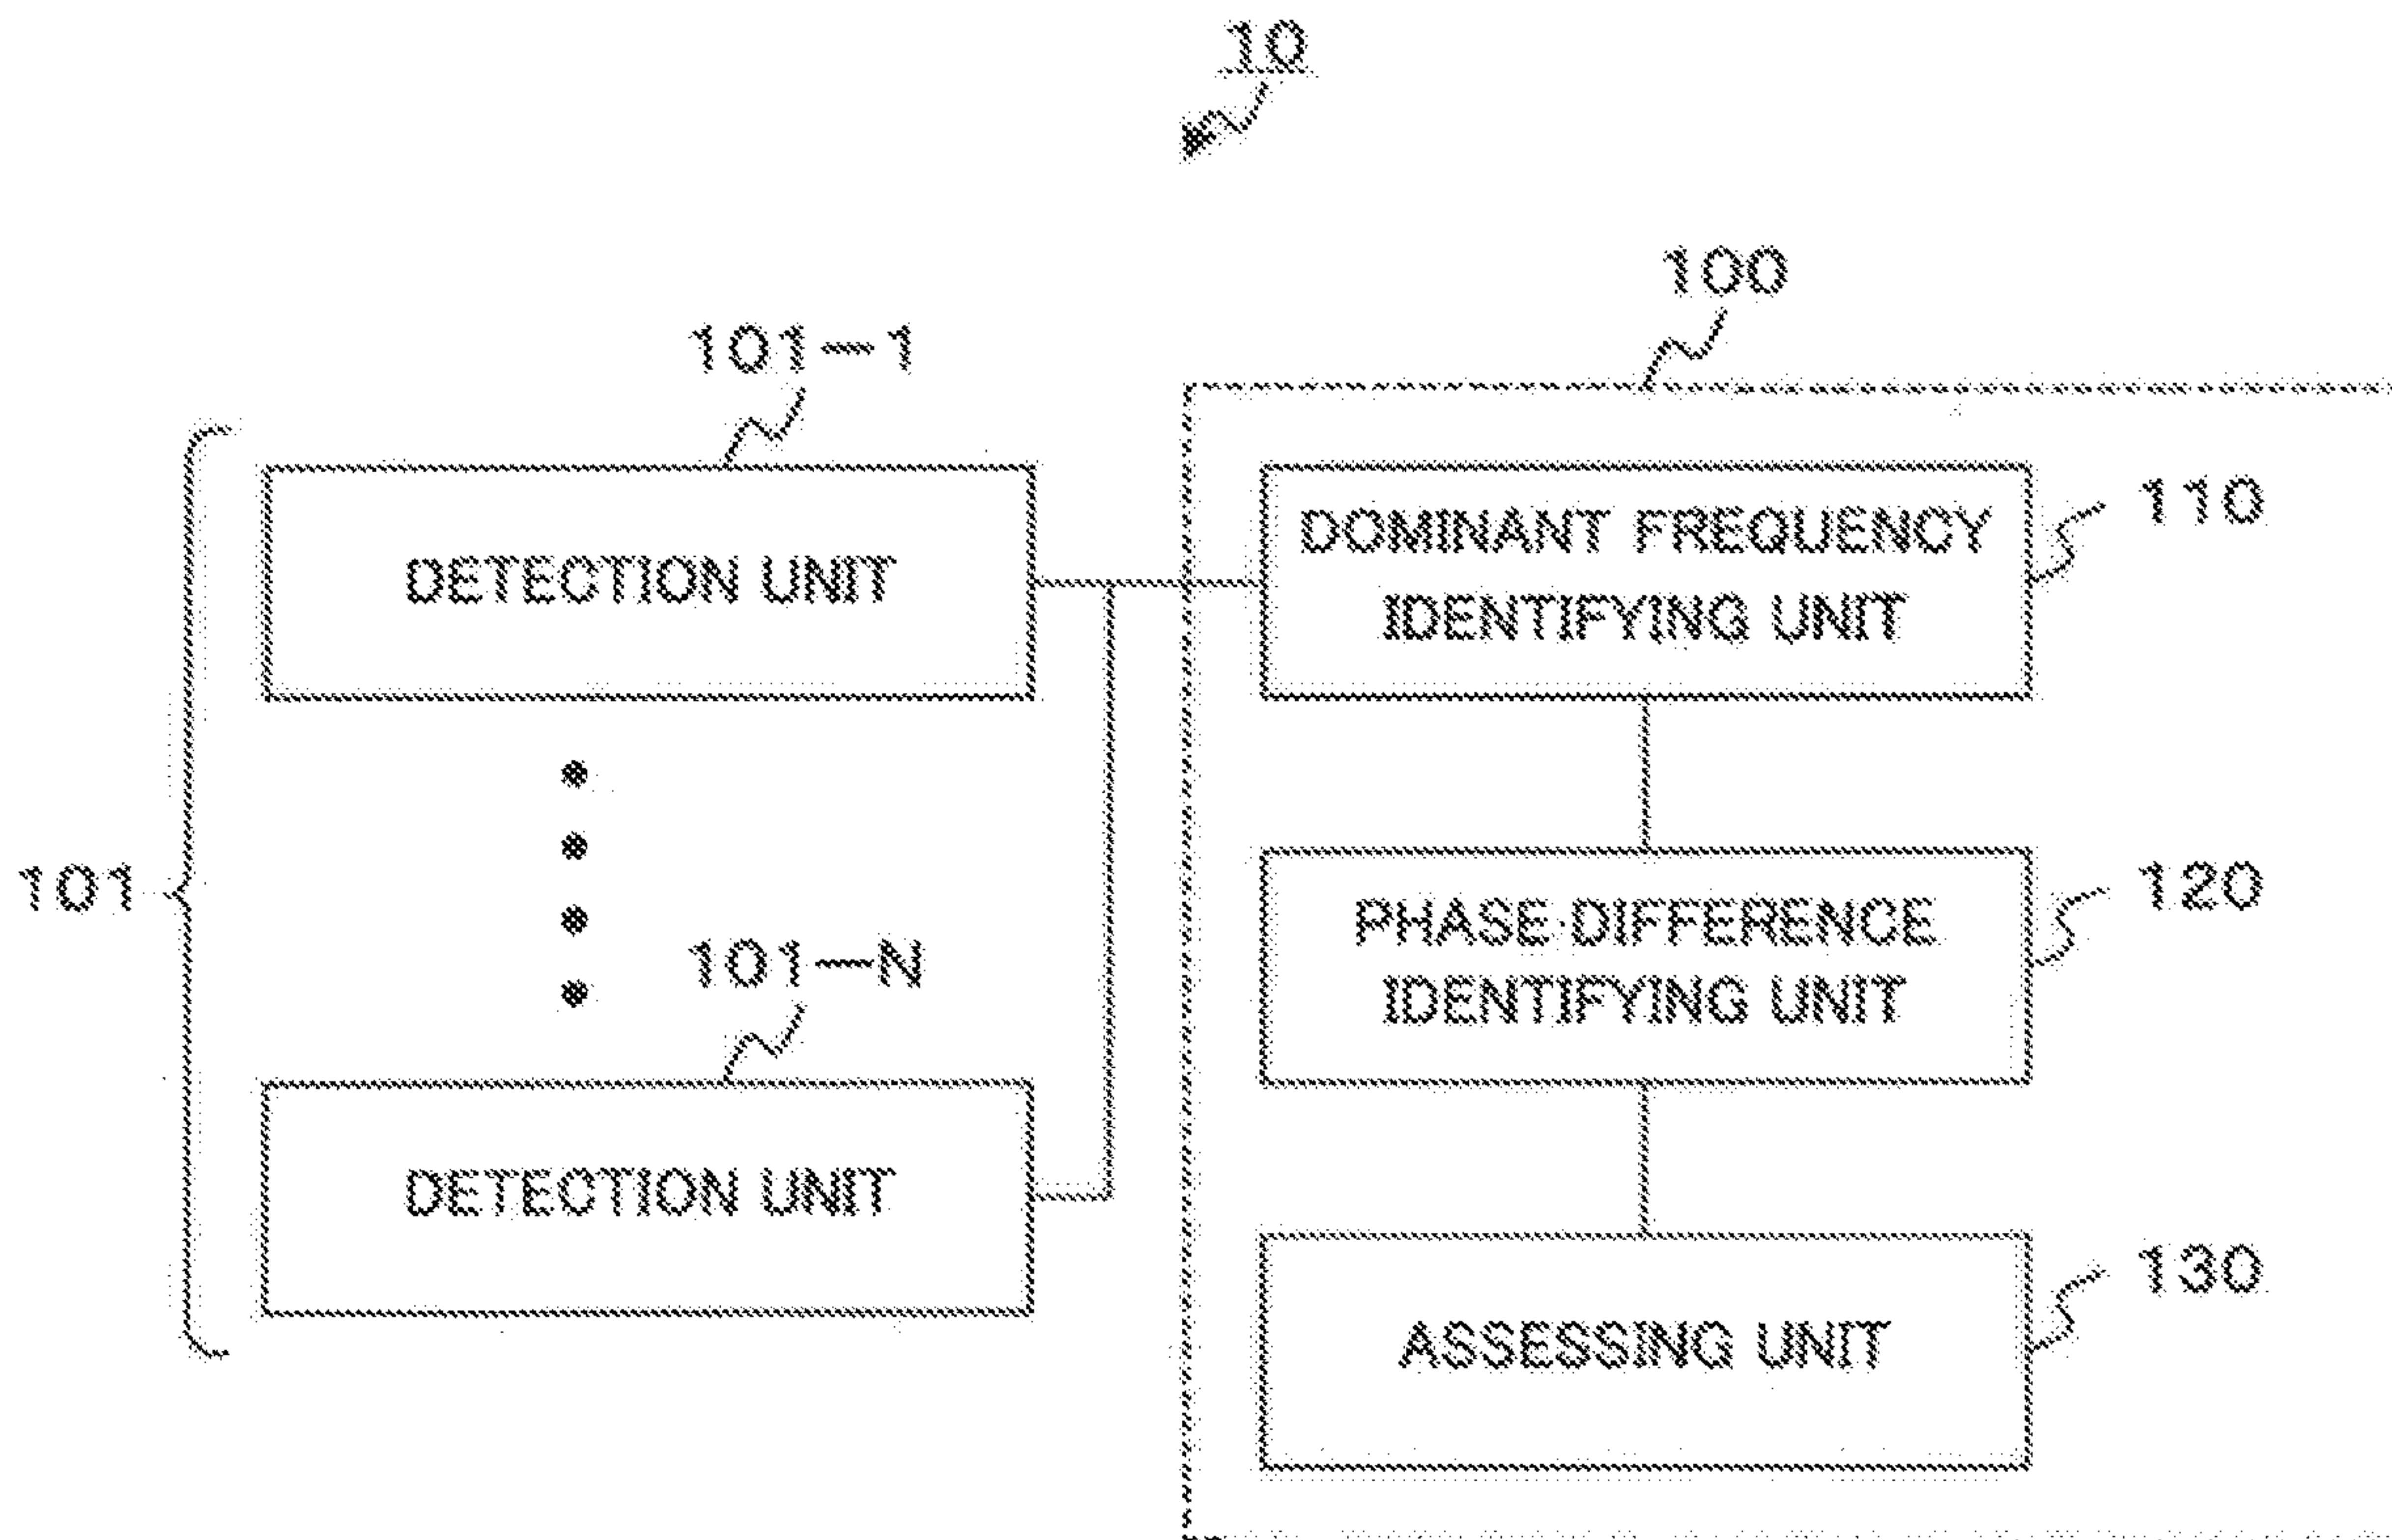 10
100
101—1
DETECTION UNIT
DOMINANT FREQUENCY
IDENTIFYING UNIT
110
101
101—N
PHASE·DIFFERENCE
IDENTIFYING UNIT
120
DETECTION UNIT
ASSESSING UNIT
130